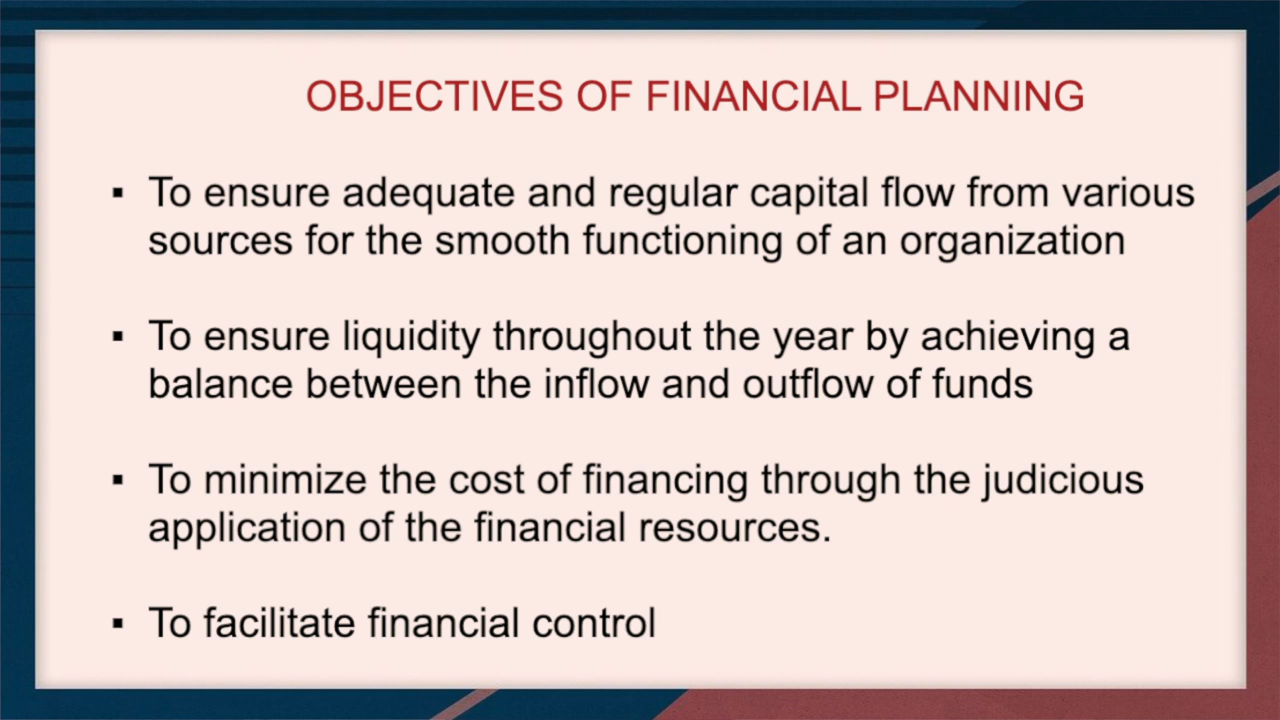 OBJECTIVES OF FINANCIAL PLANNING
▪ To ensure adequate and regular capital flow from various
sources for the smooth functioning of an organization
▪ To ensure liquidity throughout the year by achieving a
balance between the inflow and outflow of funds
▪ To minimize the cost of financing through the judicious
application of the financial resources.
▪ To facilitate financial control